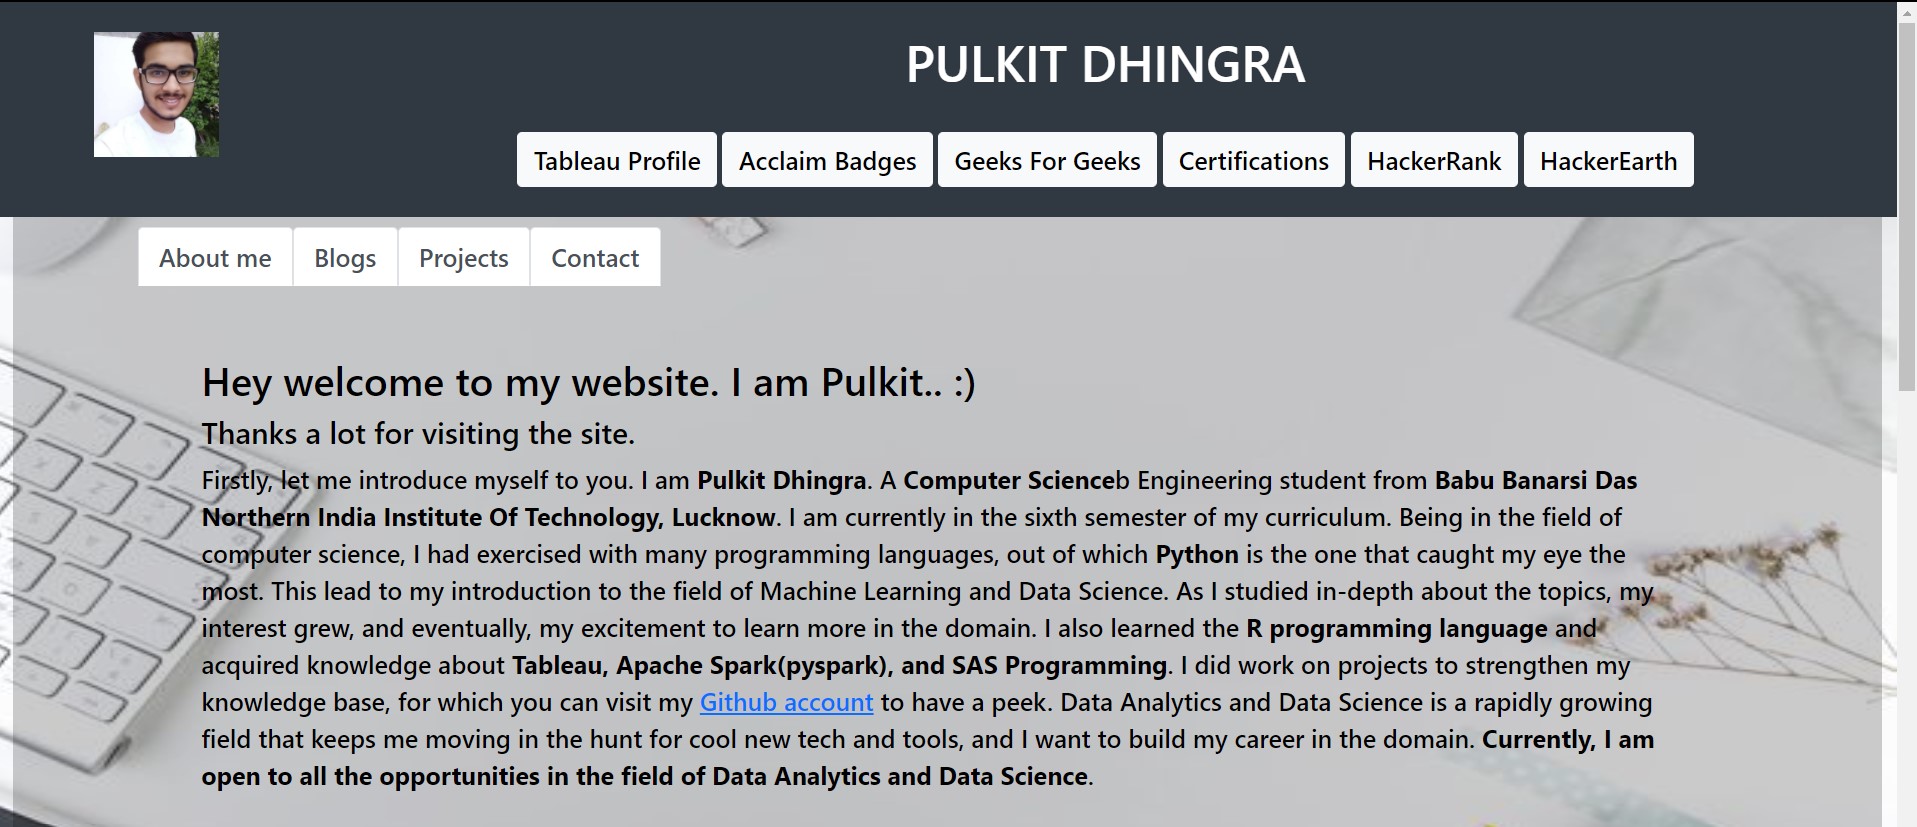 PULKIT DHINGRA
Tableau Profile Acclaim Badges Geeks For Geeks Certifications HackerRank HackerEarth
About me Blogs Projects Contact
Hey welcome to my website. I am Pulkit.. :)
Thanks a lot for visiting the site.
Firstly, let me introduce myself to you. I am Pulkit Dhingra. A Computer Scienceb Engineering student from Babu Banarsi Das
Northern India Institute Of Technology, Lucknow. I am currently in the sixth semester of my curriculum. Being in the field of
computer science, I had exercised with many programming languages, out of which Python is the one that caught my eye the
most. This lead to my introduction to the field of Machine Learning and Data Science. As I studied in-depth about the topics, my
interest grew, and eventually, my excitement to learn more in the domain. I also learned the R programming language and
acquired knowledge about Tableau, Apache Spark(pyspark), and SAS Programming. I did work on projects to strengthen my
knowledge base, for which you can visit my Github account to have a peek. Data Analytics and Data Science is a rapidly growing
field that keeps me moving in the hunt for cool new tech and tools, and I want to build my career in the domain. Currently, I am
open to all the opportunities in the field of Data Analytics and Data Science.